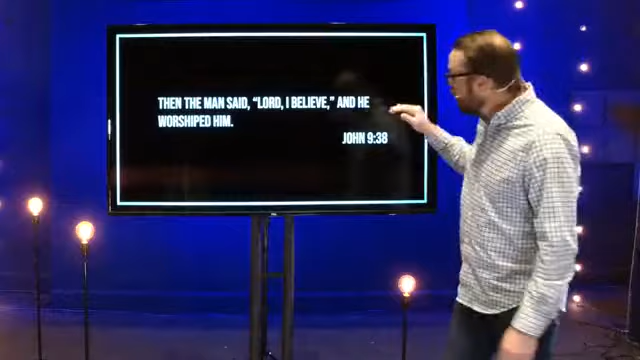 THEN THE MAN SAID, “LORD, I BELIEVE,” AND HE
WORSHIPED HIM.
JOHN 9:38